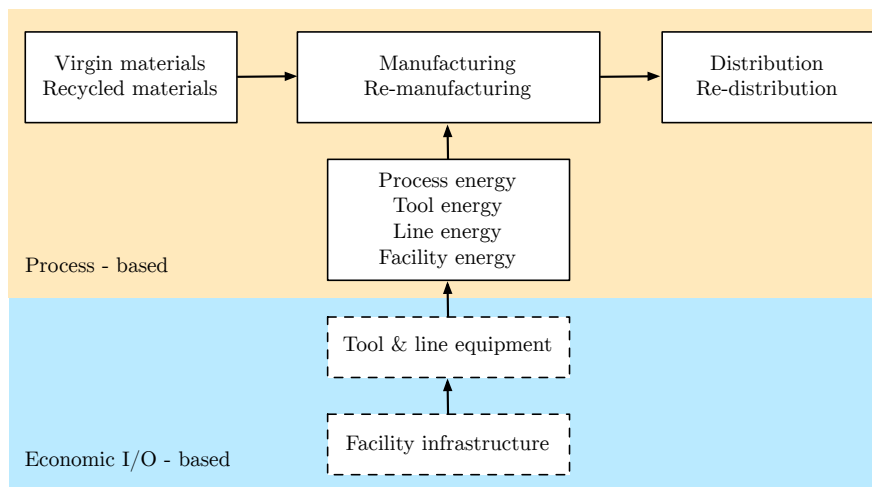 Virgin materials
Recycled materials
Manufacturing
Re-manufacturing
Distribution
Re-distribution
Process energy
Tool energy
Line energy
Facility energy
Process - based
Tool & line equipment
Facility infrastructure
Economic I/O - based